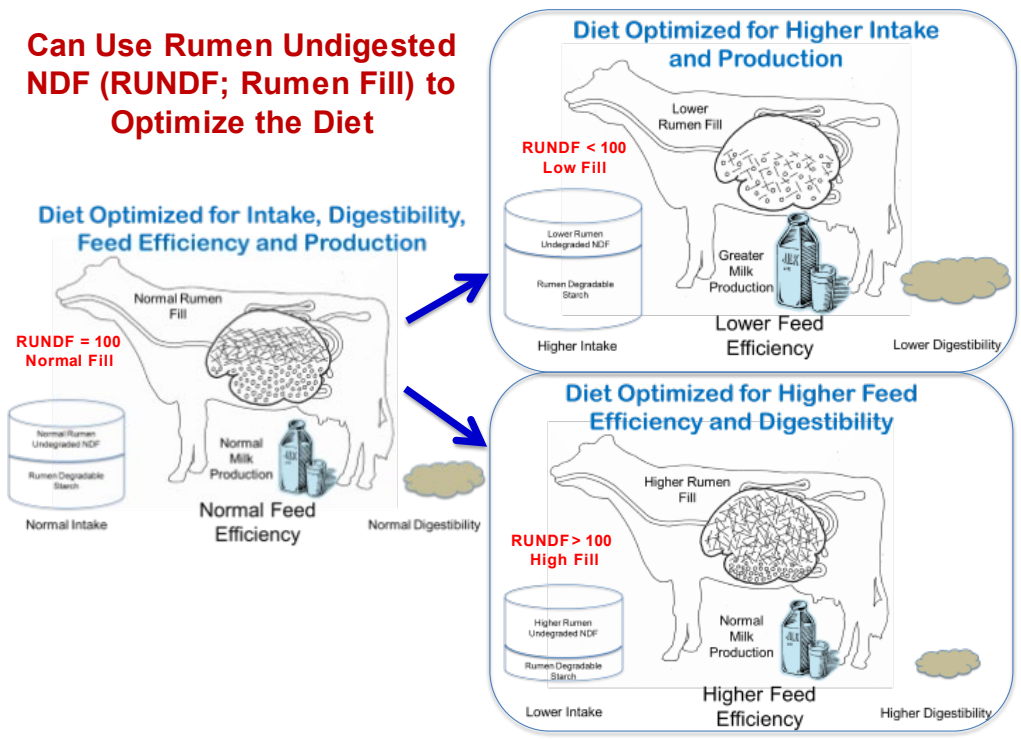 Can Use Rumen Undigested
NDF (RUNDF; Rumen Fill) to
Optimize the Diet
Diet Optimized for Intake, Digestibility,
Feed Efficiency and Production
Normal Rumen
Fill
RUNDF = 100
Normal Fill
Normal Rumen
Undegraded NDF
Rumen Degradable
Starch
Normal Intake
Normal
Milk
Production
Normal Feed
Efficiency
Normal Digestibility
Diet Optimized for Higher Intake
and Production
Lower
Rumen Fill
RUNDF < 100
Low Fill
Lower Rumen
Undegraded NDF
Rumen Degradable
Starch
Higher Intake
Greater
Milk
Production
Lower Feed
Efficiency
Lower Digestibility
Diet Optimized for Higher Feed
Efficiency and Digestibility
Higher Rumen
Fill
RUNDF> 100
High Fill
Higher Rumen
Undegraded NDF
Rumen Degradable
Starch
Lower Intake
Normal
Milk
Production
Higher Feed
Efficiency
Higher Digestibility